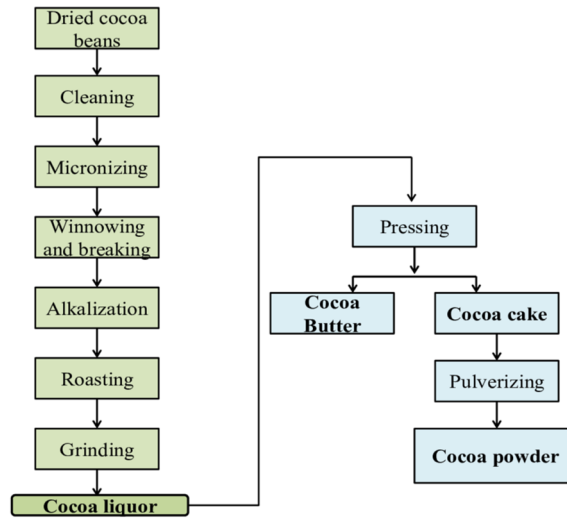 Dried cocoa
beans
Cleaning
Micronizing
Winnowing
and breaking
Alkalization
Roasting
Grinding
Cocoa liquor
Pressing
Cocoa
Butter
Cocoa cake
Pulverizing
Cocoa powder